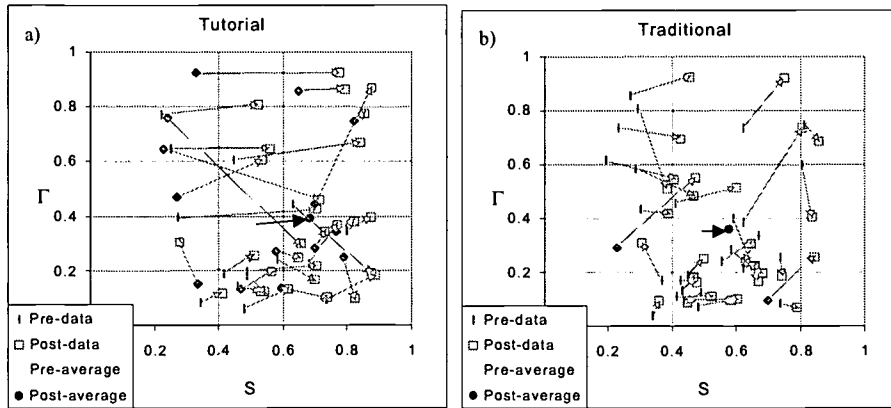 Tutorial
a)
1
0.8
0.6
Γ
0.4
0.2
0.2 0.4 0.6 0.8 1
S
Pre-data
Post-data
Pre-average
Post-average
Traditional
b)
1
0.8
0.6
Γ
0.4
0.2
0.2 0.4 0.6 0.8 1
S
Pre-data
Post-data
Pre-average
Post-average